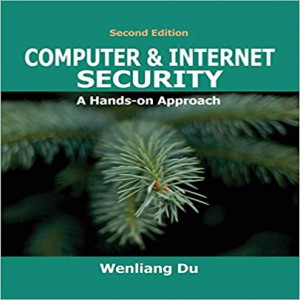 Second Edition
COMPUTER & INTERNET
SECURITY
A Hands-on Approach
Wenliang Du